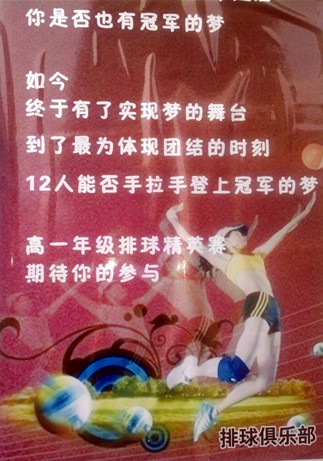 你是否也有冠军的梦
如今
终于有了实现梦的舞台
到了最为体现团结的时刻
12人能否手拉手登上冠军的梦
高一年级排球精英赛
期待你的参与
排球俱乐部